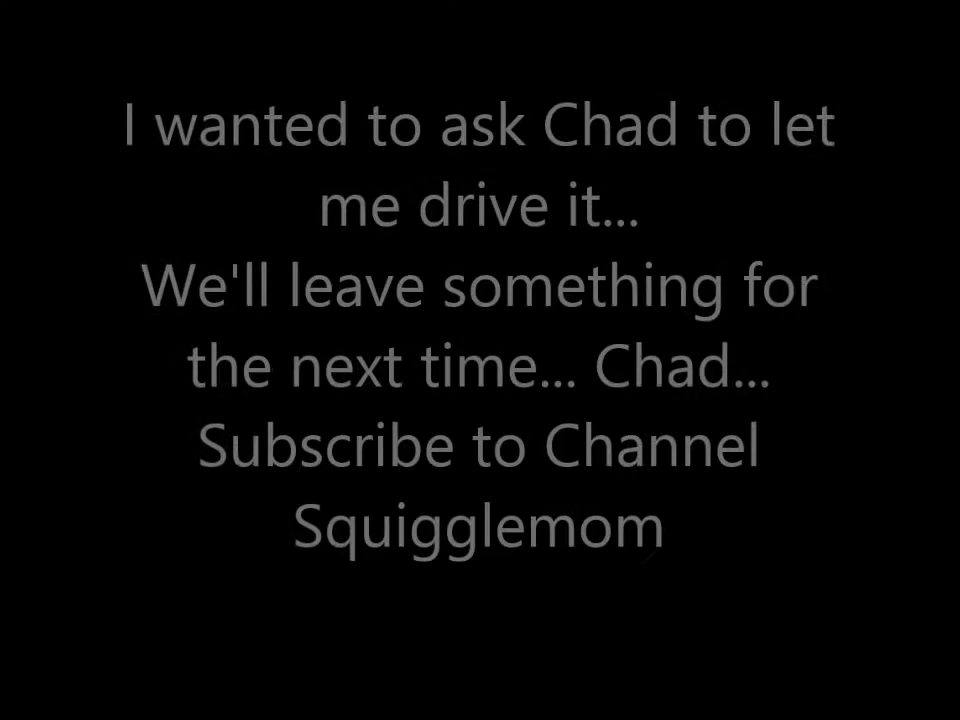 I wanted to ask Chad to let
me drive it...
We'll leave something for
the next time... Chad...
Subscribe to Channel
Squigglemom